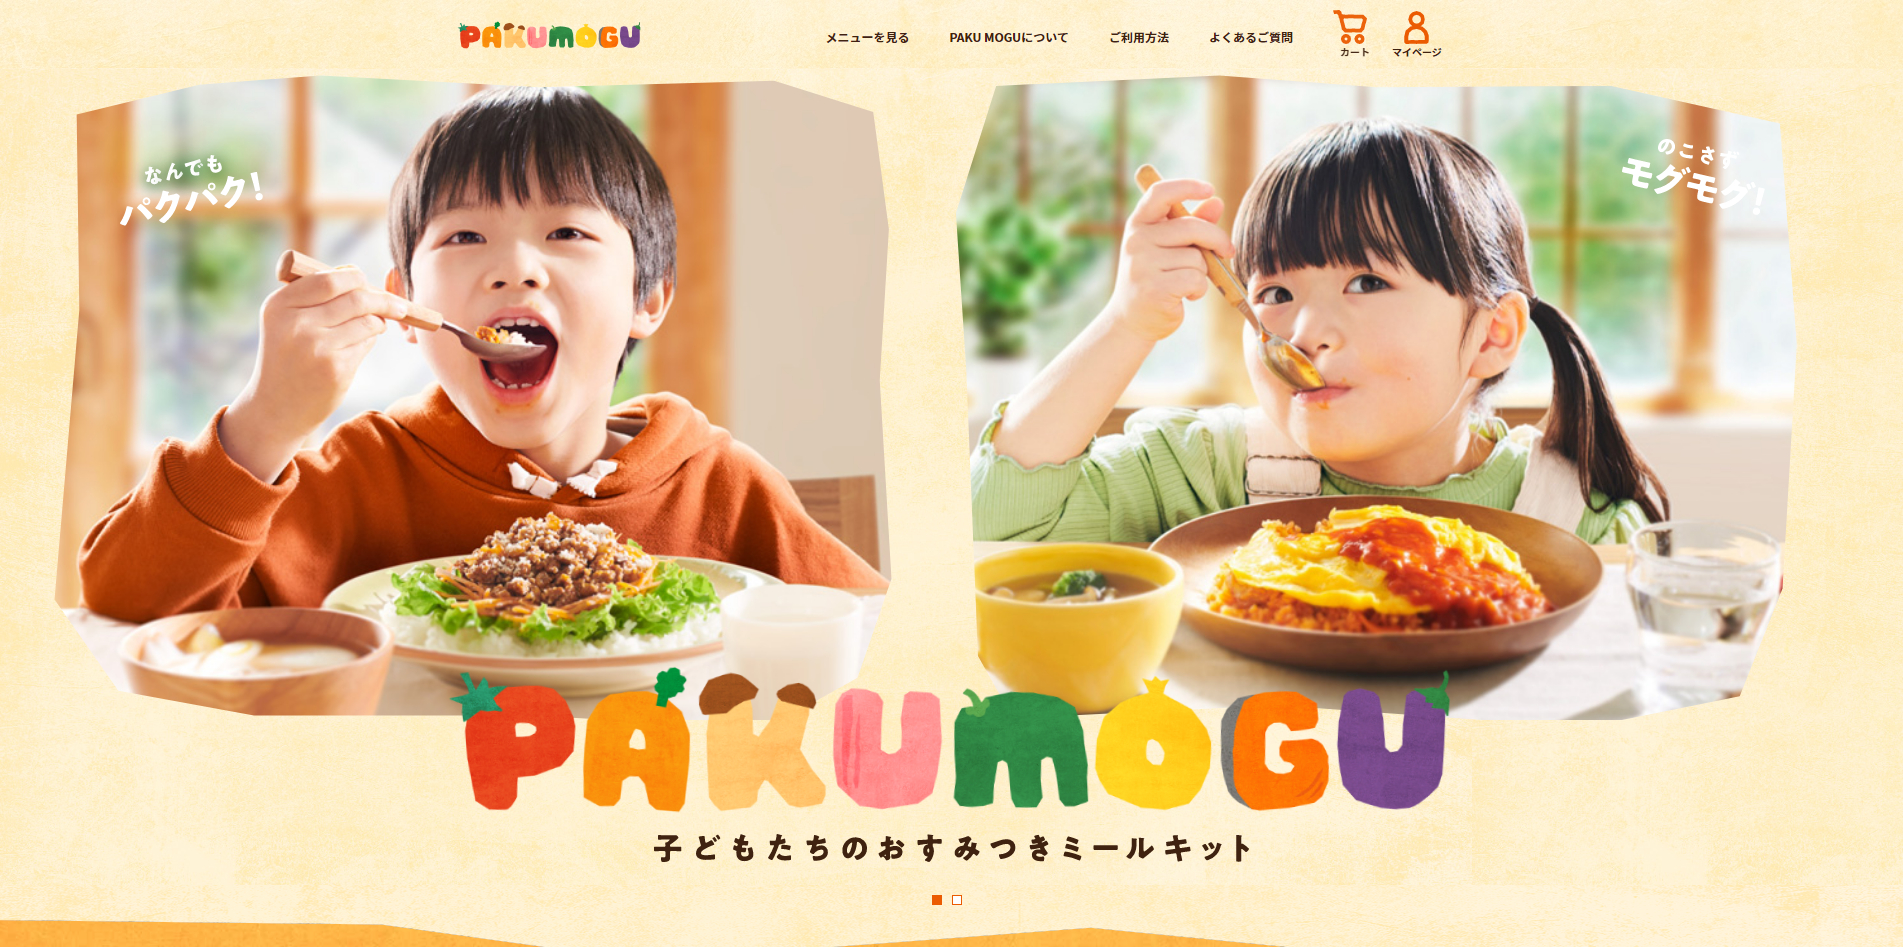 PAKUMOGU
メニューを見る
PAKU MOGUについて
ご利用方法
よくあるご質問
カート
マイページ
なんでも
パクパク!
のこさず
モグモグ!
PAKUMOGU
子どもたちのおすみつきミールキット